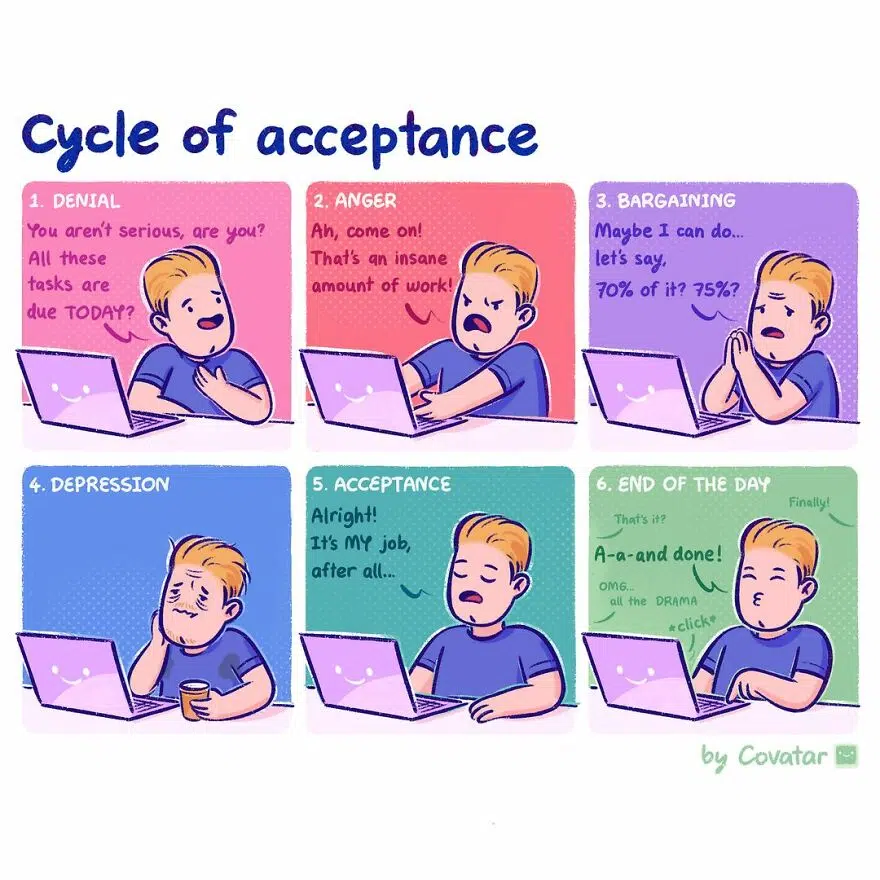 Cycle of acceptance
1. DENIAL
You aren't serious, are you?
All these
tasks are
due TODAY?
2. ANGER
Ah, come on!
That's an insane
amount of work!
3. BARGAINING
Maybe I can do...
let's say,
70% of it? 75%?
4. DEPRESSION
5. ACCEPTANCE
Alright!
It's MY job,
after all...
6. END OF THE DAY
Finally!
That's it?
A-a-and done!
OMG...
all the DRAMA
*click*
by Covatar